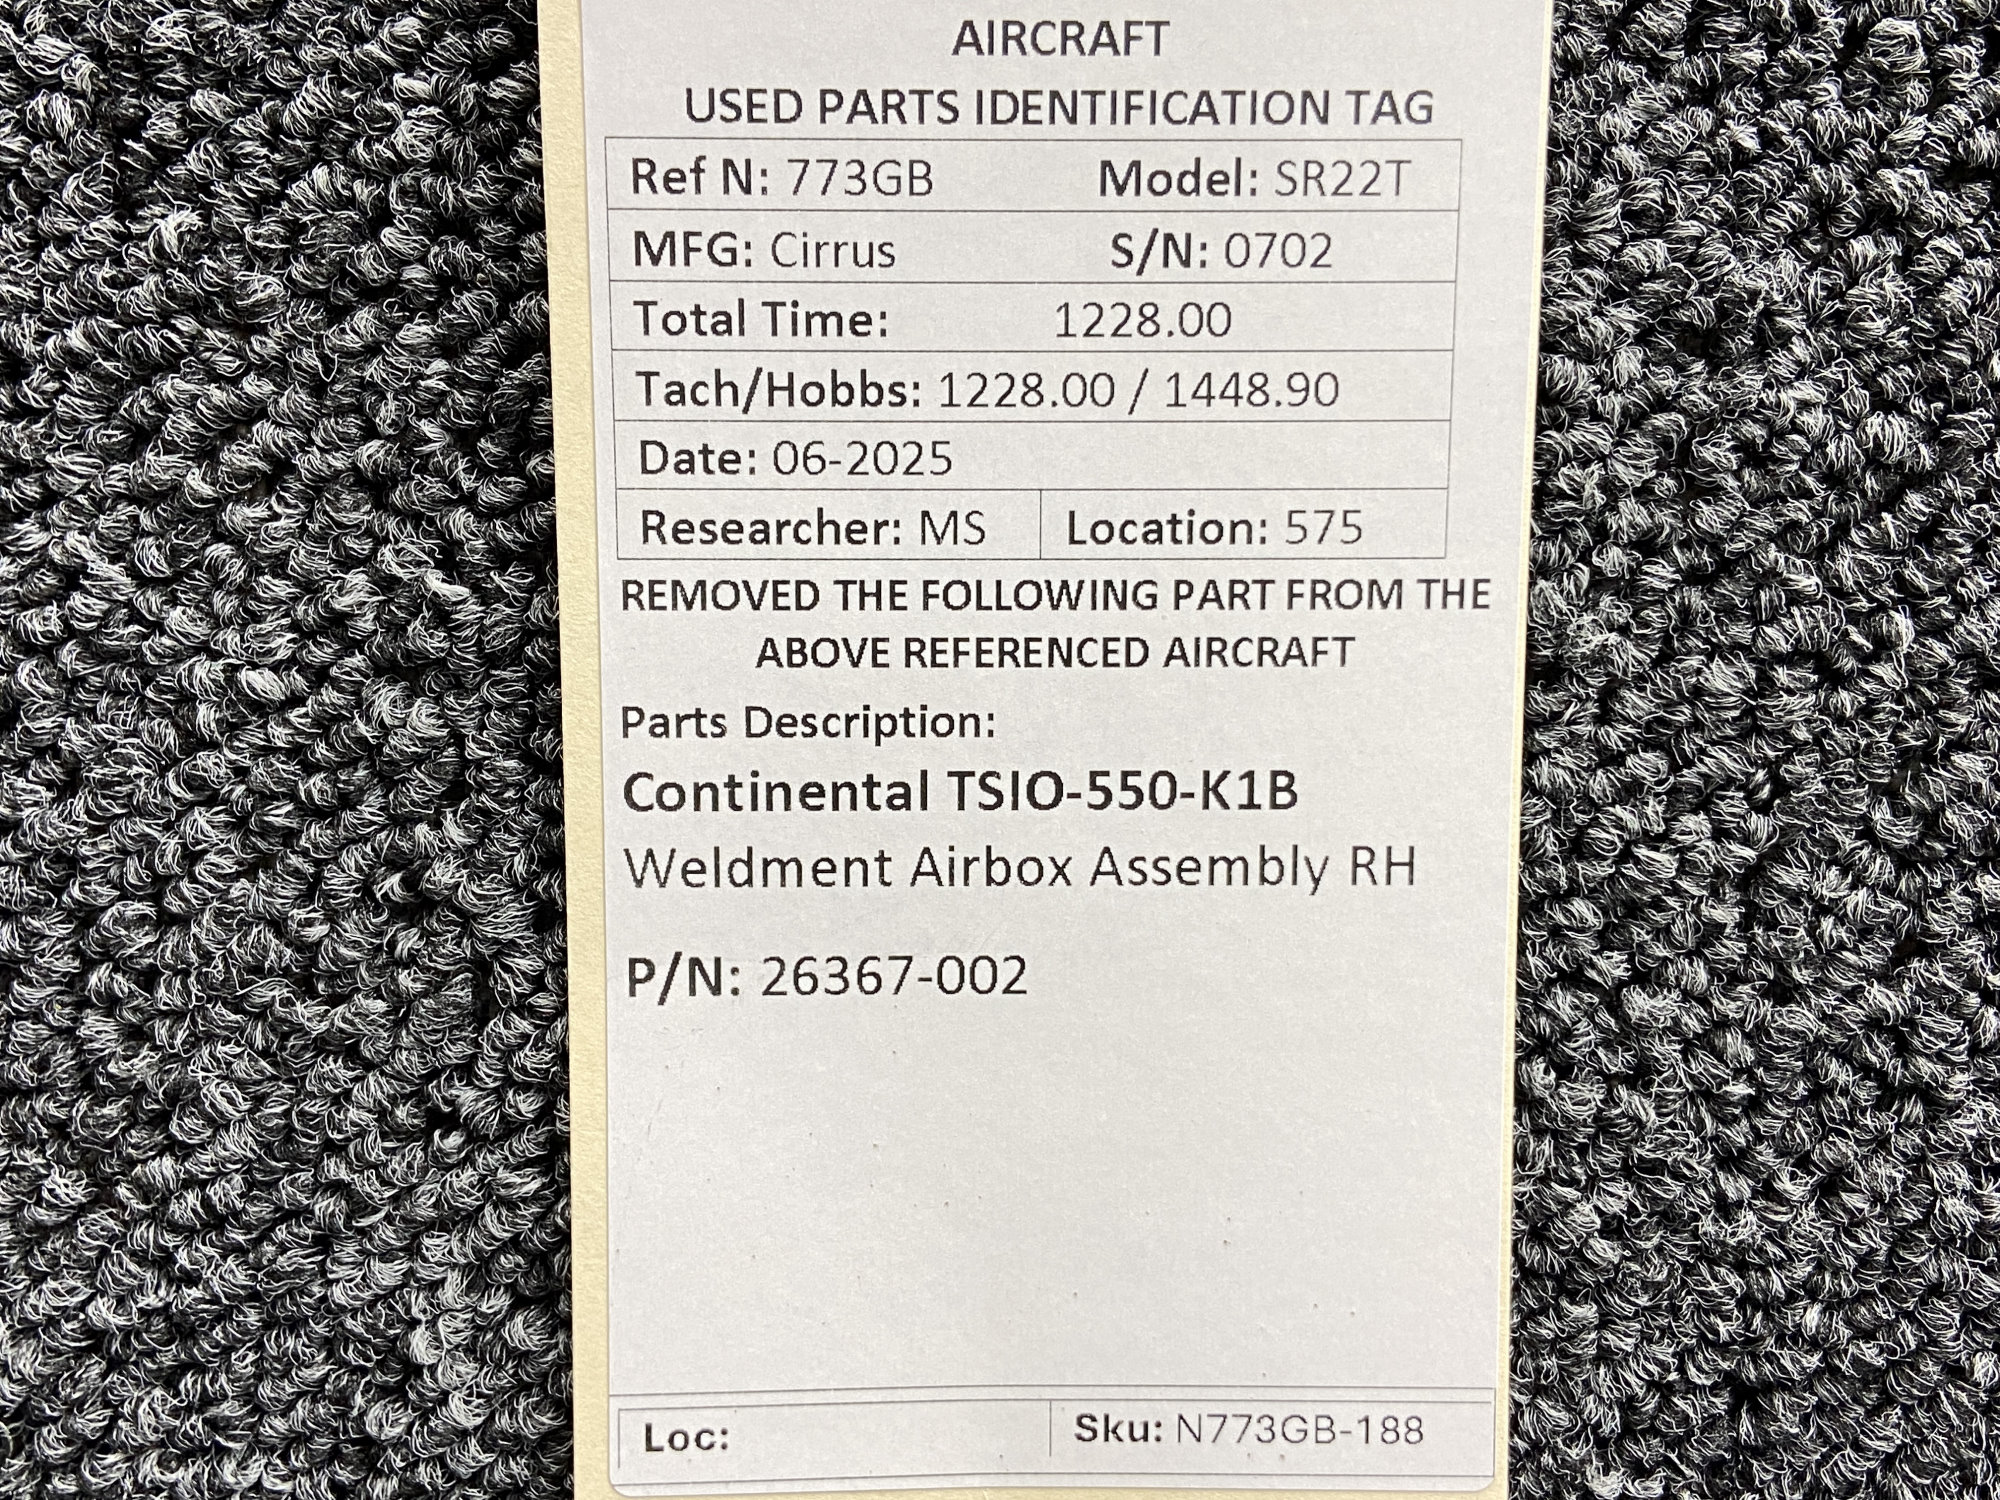 AIRCRAFT
USED PARTS IDENTIFICATION TAG
Ref N: 773GB Model: SR22T
MFG: Cirrus S/N: 0702
Total Time: 1228.00
Tach/Hobbs: 1228.00 / 1448.90
Date: 06-2025
Researcher: MS Location: 575
REMOVED THE FOLLOWING PART FROM THE
ABOVE REFERENCED AIRCRAFT
Parts Description:
Continental TSIO-550-K1B
Weldment Airbox Assembly RH
P/N: 26367-002
Loc: Sku: N773GB-188